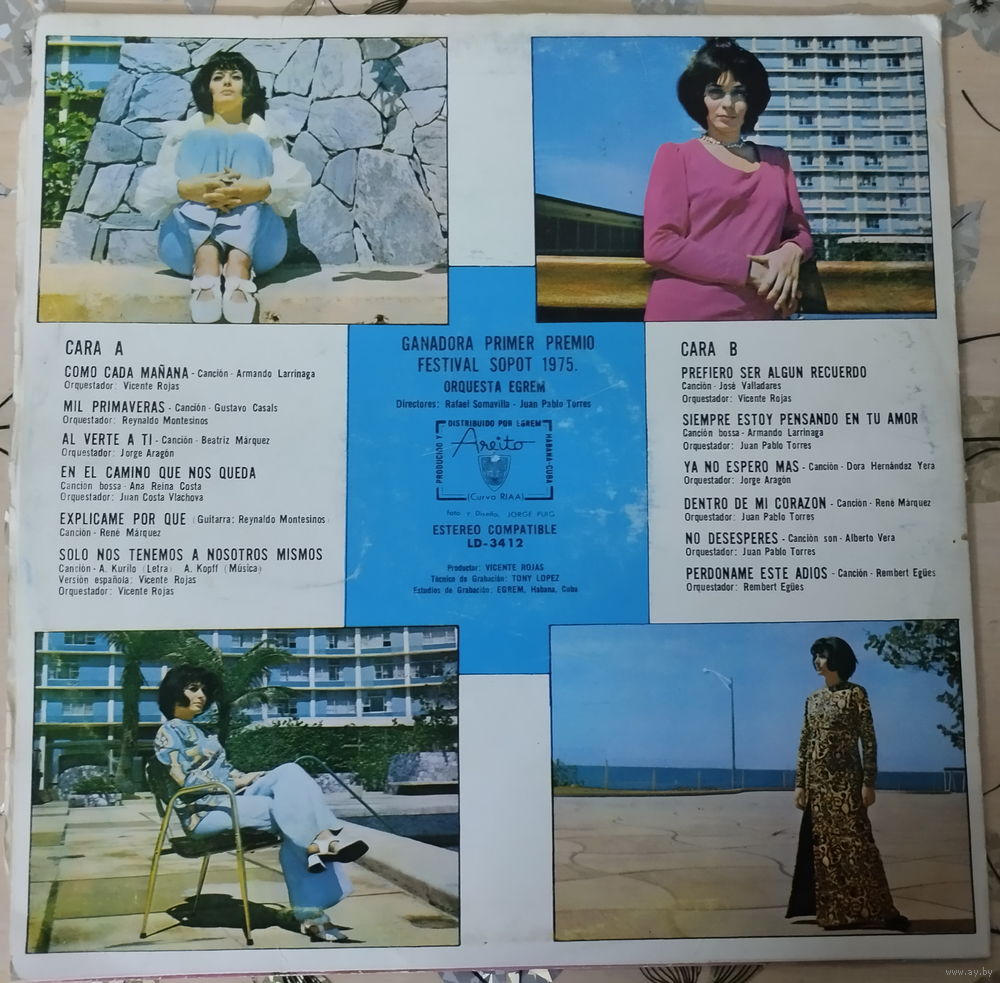 CARA A
COMO CADA MAÑANA - Canción - Armando Larrinaga
Orquestador: Vicente Rojas
MIL PRIMAVERAS - Canción - Gustavo Casals
Orquestador: Reynaldo Montesinos
AL VERTE A TI - Canción - Beatriz Márquez
Orquestador: Jorge Aragón
EN EL CAMINO QUE NOS QUEDA
Canción bossa - Ana Reina Costa
Orquestador: Juan Costa Vlachova
EXPLICAME POR QUE (Guitarra: Reynaldo Montesinos)
Canción - René Márquez
SOLO NOS TENEMOS A NOSOTROS MISMOS
Canción - A. Kurilo (Letra) A. Kopff (Música)
Versión española: Vicente Rojas
Orquestador: Vicente Rojas
GANADORA PRIMER PREMIO
FESTIVAL SOPOT 1975.
ORQUESTA EGREM
Directores: Rafael Somavilla - Juan Pablo Torres
PRODUCIDO Y DISTRIBUIDO POR EGREM HABANA-CUBA
Areito
(Curva RIAA)
Foto y Diseño, JORGE PUIG
ESTEREO COMPATIBLE
LD-3412
Productor: VICENTE ROJAS
Técnico de Grabación: TONY LOPEZ
Estudios de Grabación: EGREM, Habana, Cuba
CARA B
PREFIERO SER ALGUN RECUERDO
Canción - José Valladares
Orquestador: Vicente Rojas
SIEMPRE ESTOY PENSANDO EN TU AMOR
Canción bossa - Armando Larrinaga
Orquestador: Juan Pablo Torres
YA NO ESPERO MAS - Canción - Dora Hernández Yera
Orquestador: Jorge Aragón
DENTRO DE MI CORAZON - Canción - René Márquez
Orquestador: Juan Pablo Torres
NO DESESPERES - Canción son - Alberto Vera
Orquestador: Juan Pablo Torres
PERDONAME ESTE ADIOS - Canción - Rembert Egües
Orquestador: Rembert Egües
www.ay.by